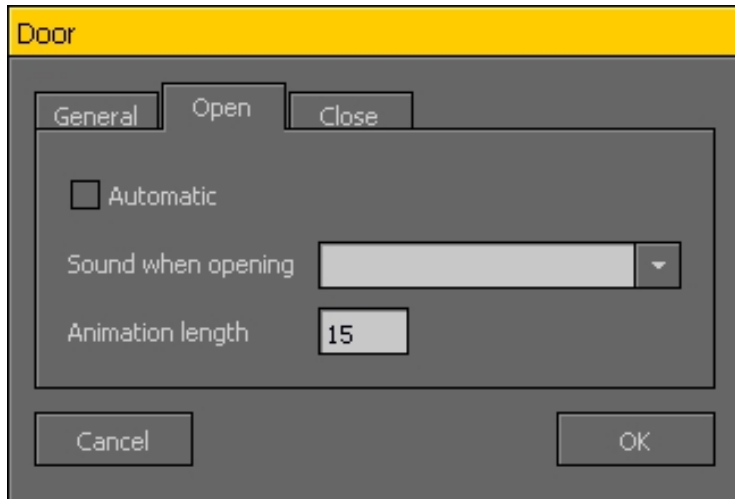 Door
General Open Close
Automatic
Sound when opening
Animation length 15
Cancel OK